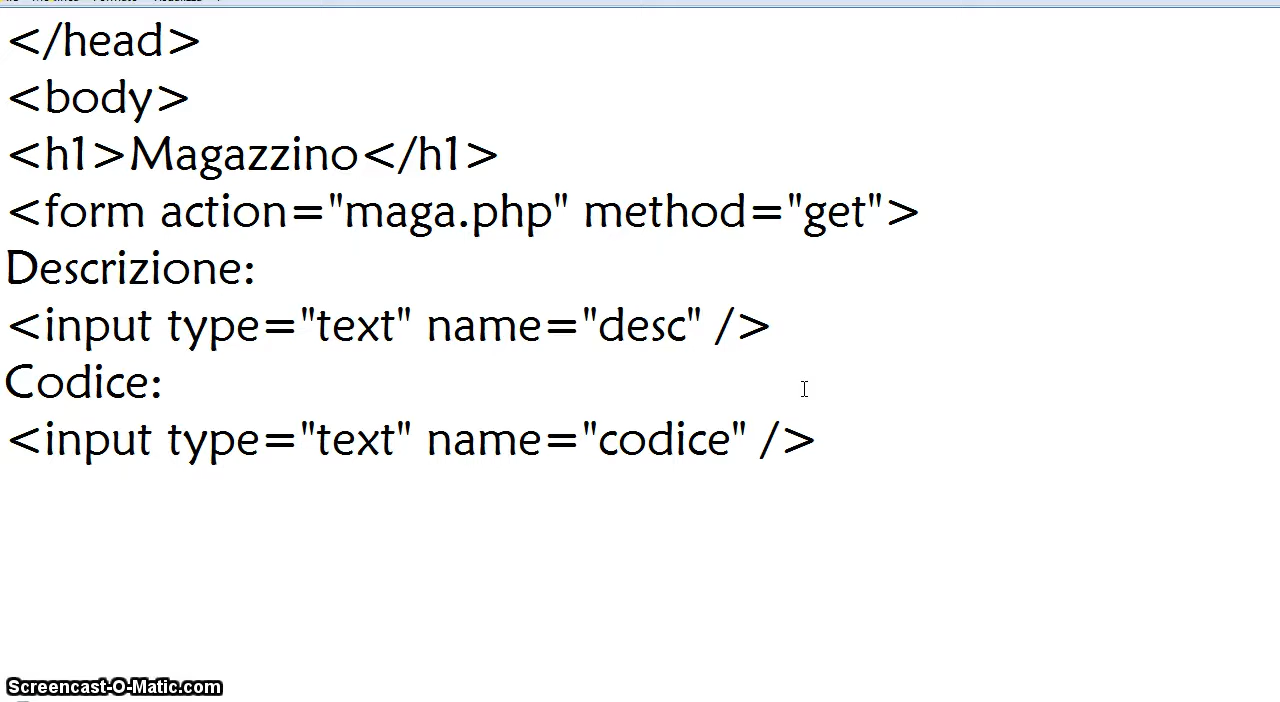 </head>
<body>
<h1>Magazzino</h1>
<form action="maga.php" method="get">
Descrizione:
<input type="text" name="desc" />
Codice:
<input type="text" name="codice" />
Screencast-O-Matic.com